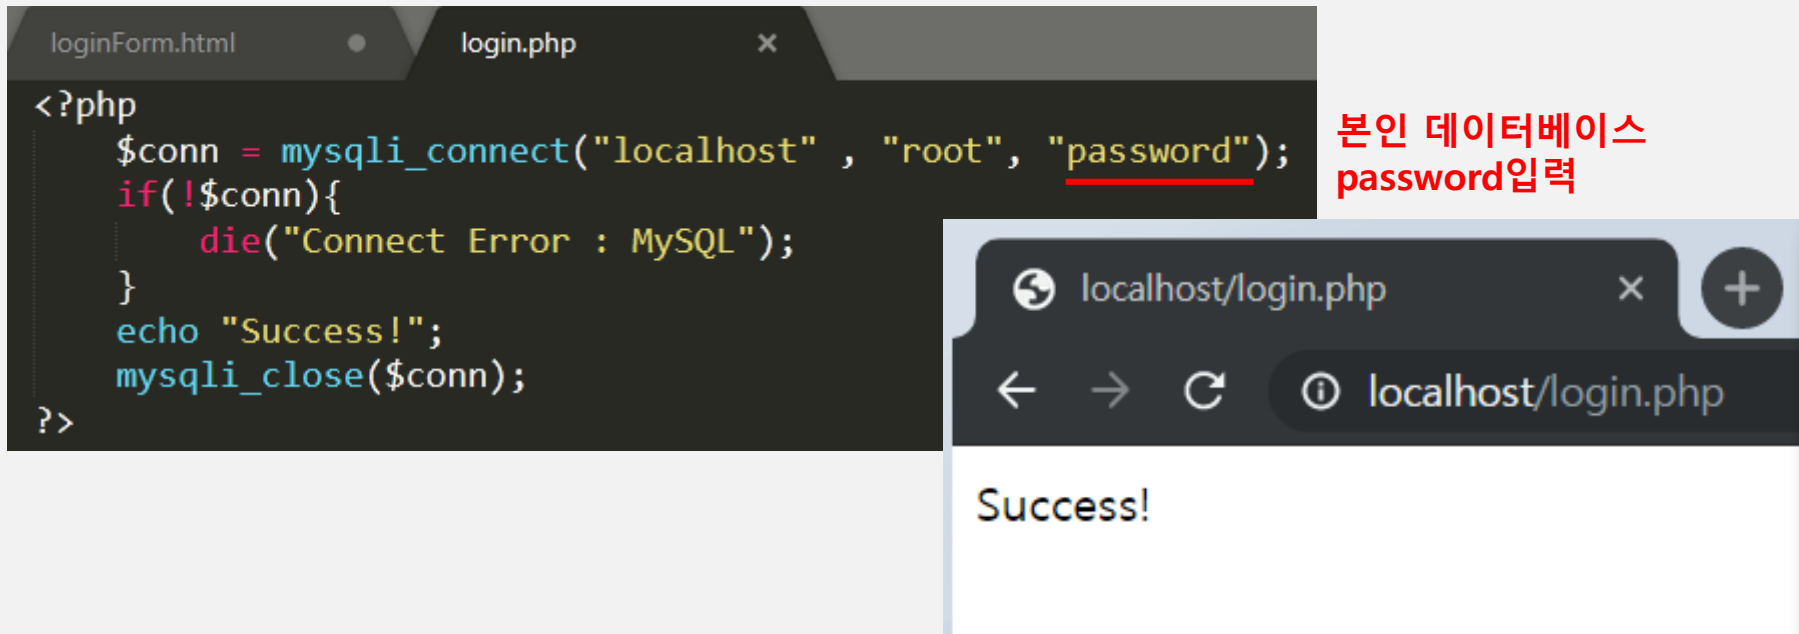 loginForm.html
login.php
<?php
$conn = mysqli_connect("localhost" , "root", "password");
if(!$conn){
die("Connect Error : MySQL");
}
echo "Success!";
mysqli_close($conn);
?>
본인 데이터베이스
password입력
localhost/login.php
localhost/login.php
Success!